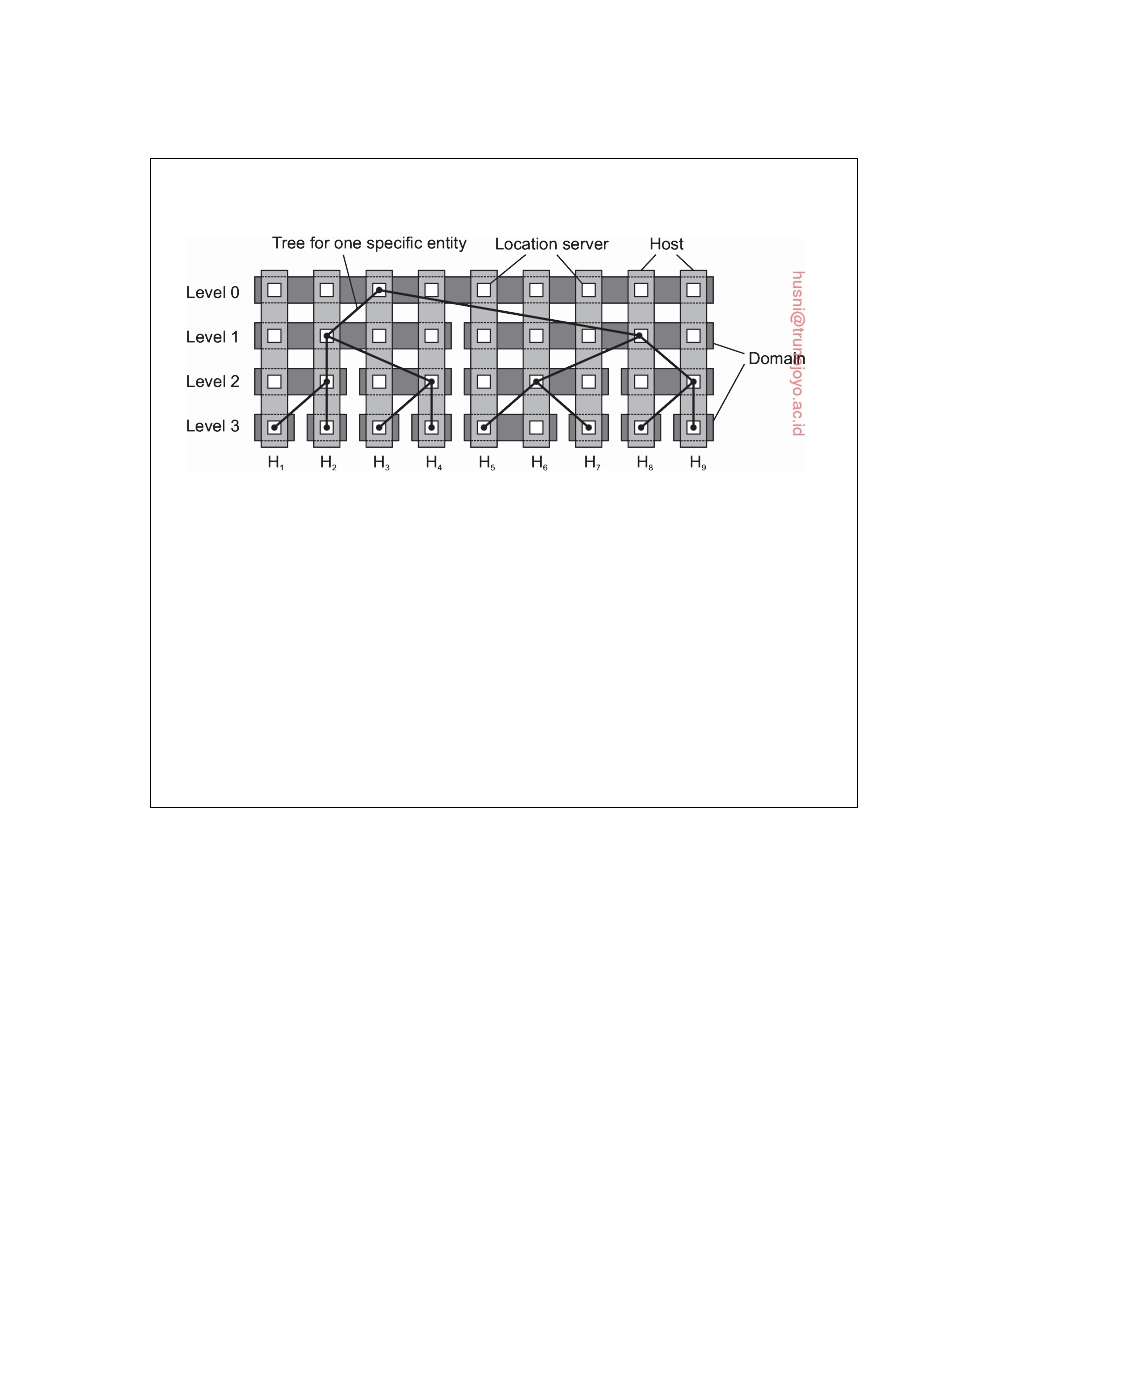 Tree for one specific entity
Location server
Host
Level 0
Level 1
Level 2
Level 3
Domain
H1 H2 H3 H4 H5 H6 H7 H8 H9